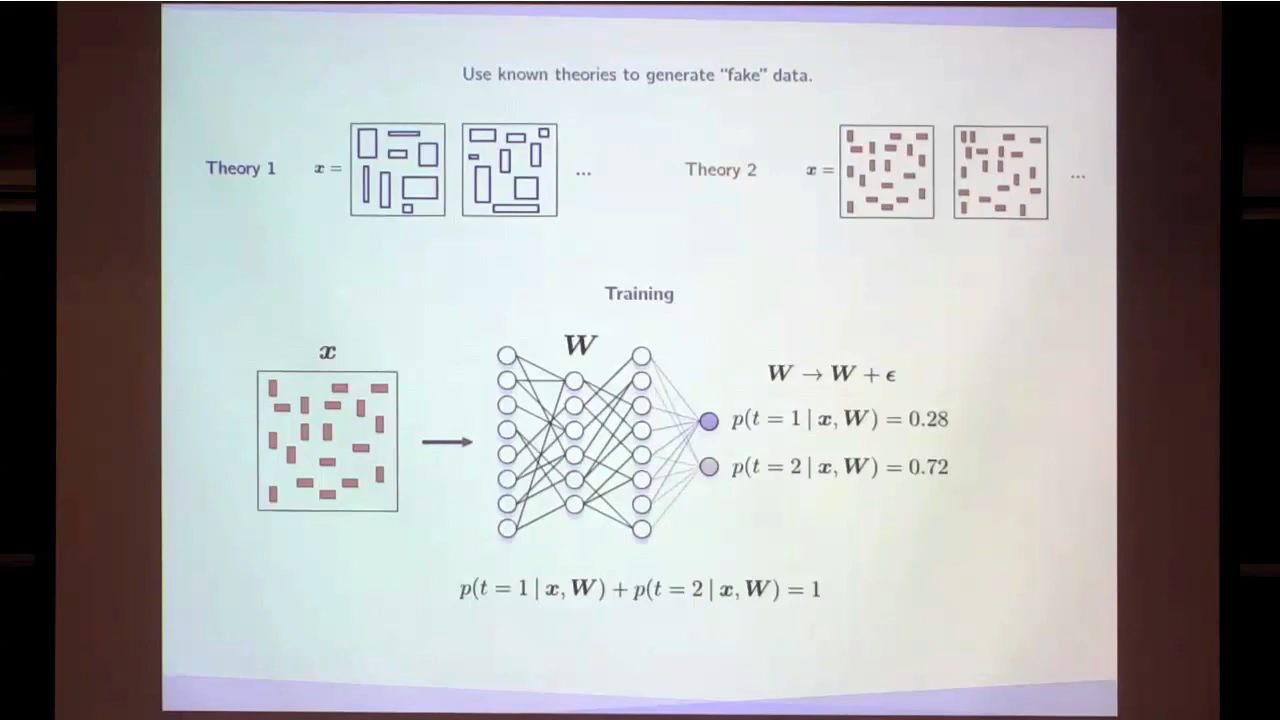 Use known theories to generate "fake" data.
Theory 1 x = ...
Theory 2 x = ...
Training
x
W
W → W + ϵ
p(t = 1 | x, W) = 0.28
p(t = 2 | x, W) = 0.72
p(t = 1 | x, W) + p(t = 2 | x, W) = 1